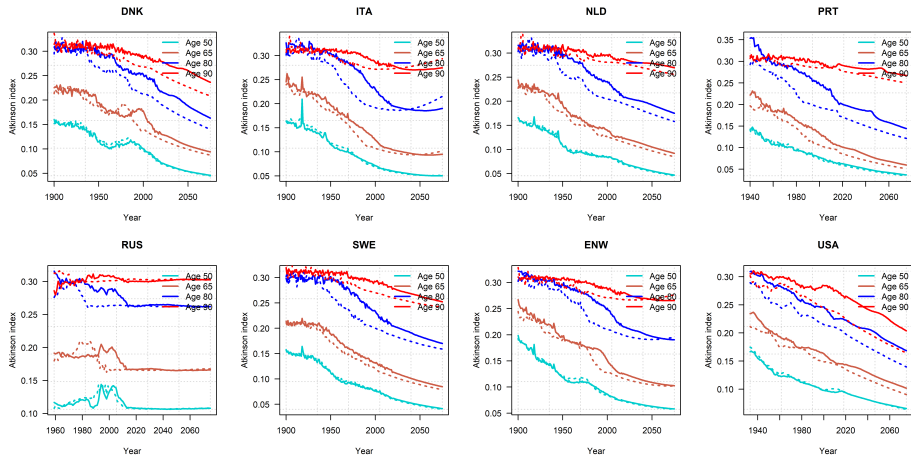 DNK
Atkinson index
0.30
0.25
0.20
0.15
0.10
0.05
Age 50
Age 65
Age 80
Age 90
1900 1950 2000 2050
Year
ITA
Atkinson index
0.30
0.25
0.20
0.15
0.10
0.05
Age 50
Age 65
Age 80
Age 90
1900 1950 2000 2050
Year
NLD
Atkinson index
0.30
0.25
0.20
0.15
0.10
0.05
Age 50
Age 65
Age 80
Age 90
1900 1950 2000 2050
Year
PRT
Atkinson index
0.35
0.30
0.25
0.20
0.15
0.10
0.05
Age 50
Age 65
Age 80
Age 90
1940 1980 2020 2060
Year
RUS
Atkinson index
0.30
0.25
0.20
0.15
0.10
Age 50
Age 65
Age 80
Age 90
1960 1980 2000 2020 2040 2060
Year
SWE
Atkinson index
0.30
0.25
0.20
0.15
0.10
0.05
Age 50
Age 65
Age 80
Age 90
1900 1950 2000 2050
Year
ENW
Atkinson index
0.30
0.25
0.20
0.15
0.10
0.05
Age 50
Age 65
Age 80
Age 90
1900 1950 2000 2050
Year
USA
Atkinson index
0.30
0.25
0.20
0.15
0.10
Age 50
Age 65
Age 80
Age 90
1940 1980 2020 2060
Year